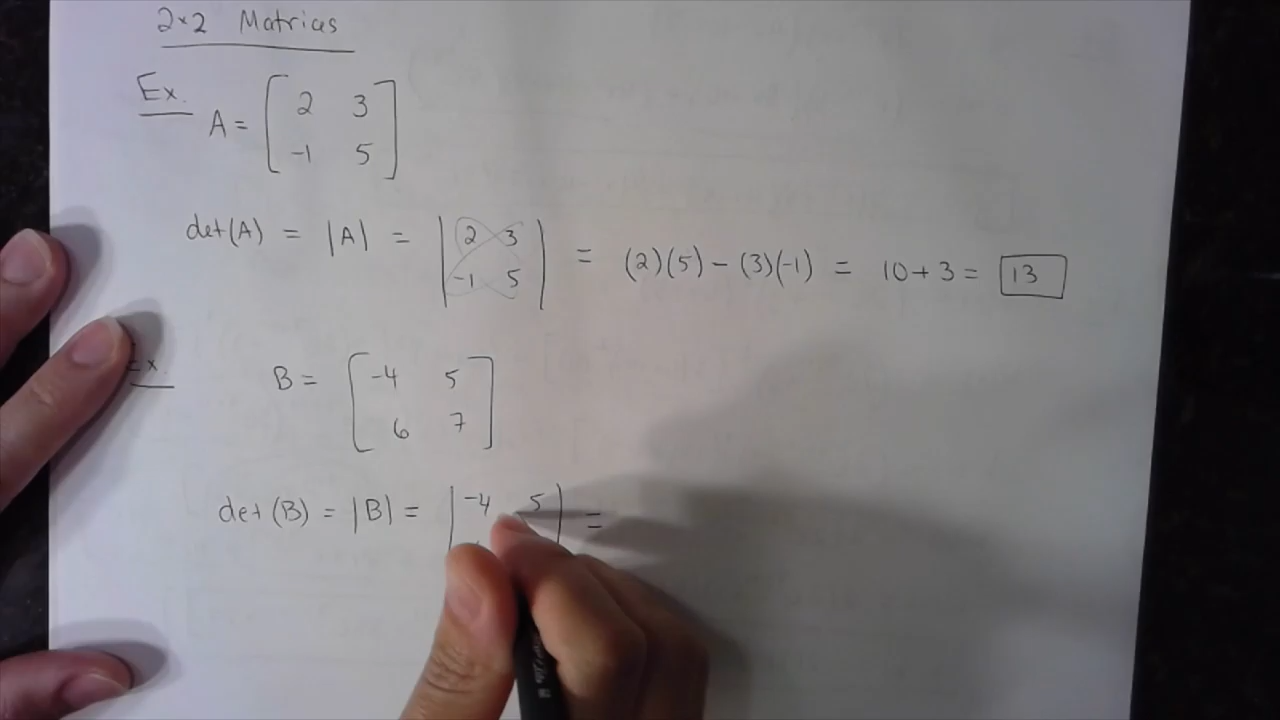 2×2 Matrices
Ex.
A = [ 2 3
-1 5 ]
det(A) = |A| = | 2 3
-1 5 | = (2)(5) - (3)(-1) = 10 + 3 = 13
Ex.
B = [ -4 5
6 7 ]
det(B) = |B| = | -4 5 | =